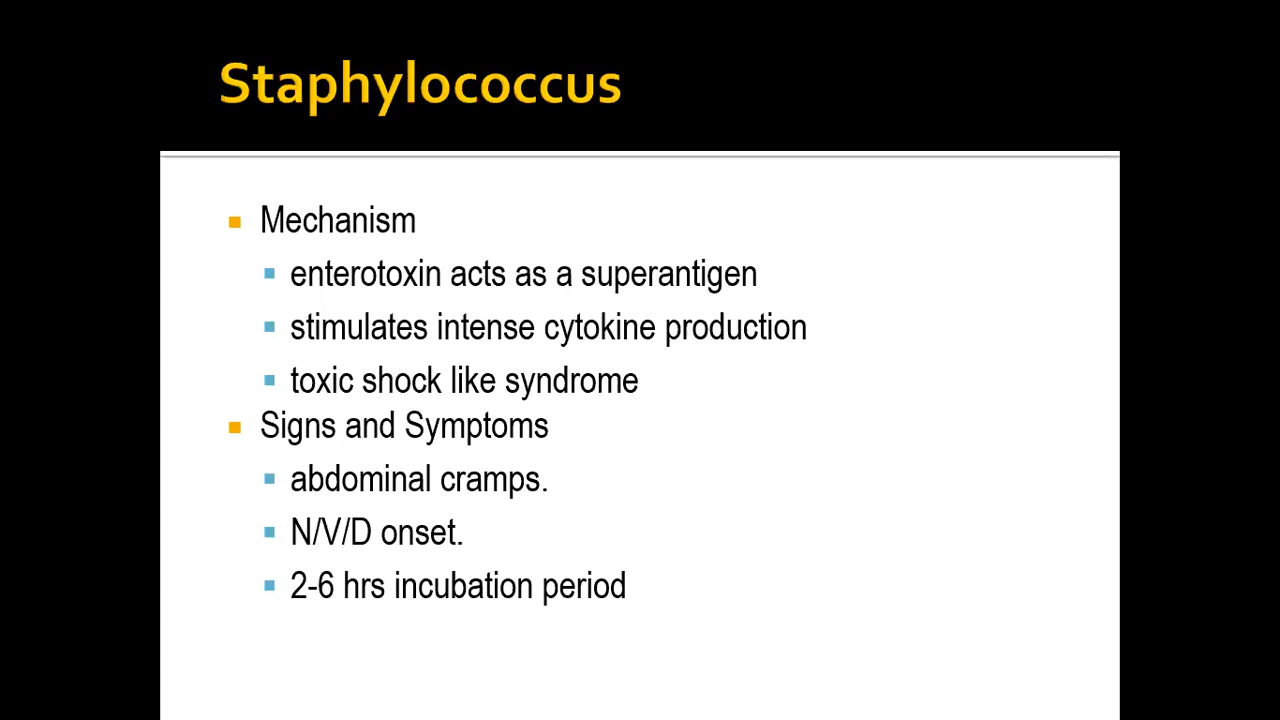 Staphylococcus
Mechanism
enterotoxin acts as a superantigen
stimulates intense cytokine production
toxic shock like syndrome
Signs and Symptoms
abdominal cramps.
N/V/D onset.
2-6 hrs incubation period